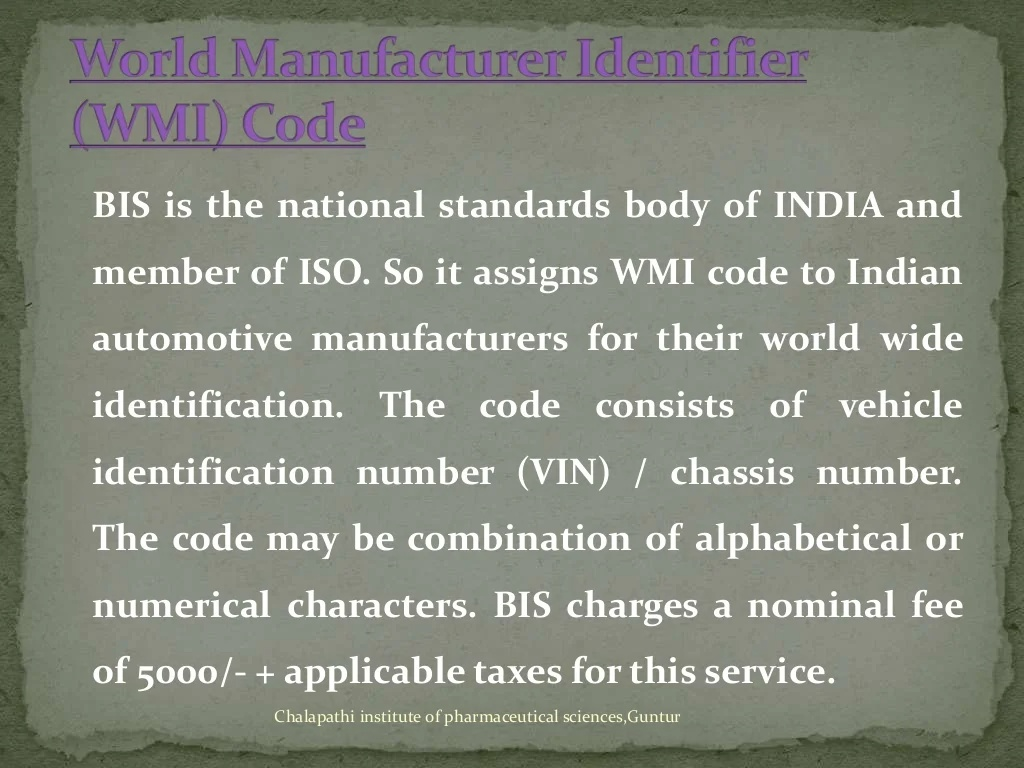 World Manufacturer Identifier
(WMI) Code
BIS is the national standards body of INDIA and
member of ISO. So it assigns WMI code to Indian
automotive manufacturers for their world wide
identification. The code consists of vehicle
identification number (VIN) / chassis number.
The code may be combination of alphabetical or
numerical characters. BIS charges a nominal fee
of 5000/- + applicable taxes for this service.
Chalapathi institute of pharmaceutical sciences,Guntur